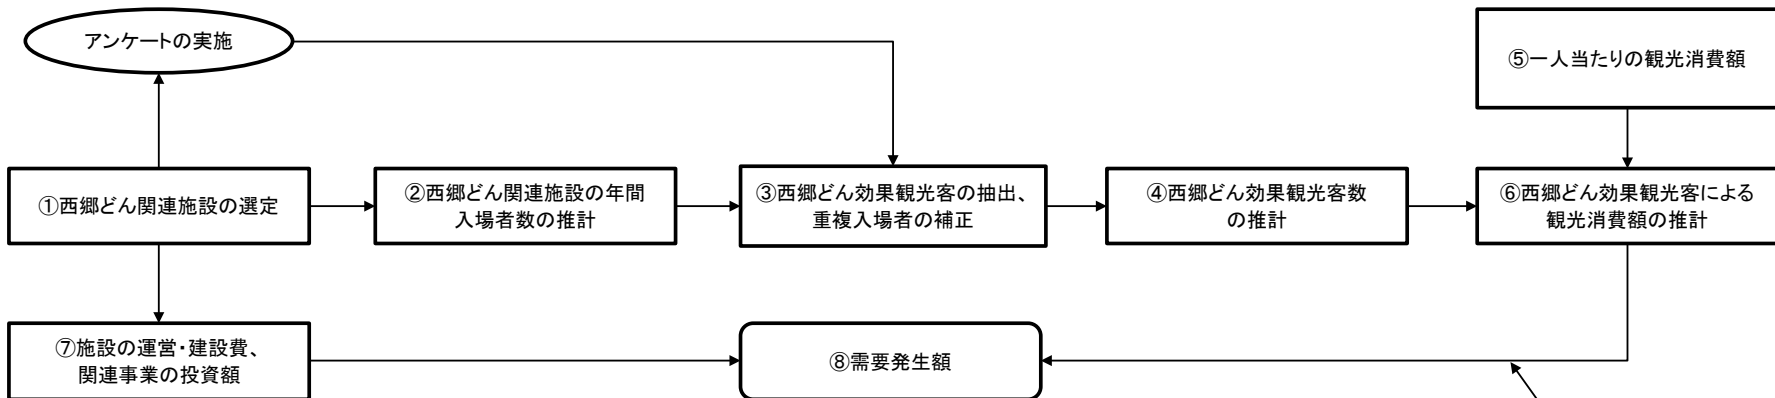 アンケートの実施
⑤一人当たりの観光消費額
①西郷どん関連施設の選定
②西郷どん関連施設の年間
入場者数の推計
③西郷どん効果観光客の抽出、
重複入場者の補正
④西郷どん効果観光客数
の推計
⑥西郷どん効果観光客による
観光消費額の推計
⑦施設の運営・建設費、
関連事業の投資額
⑧需要発生額